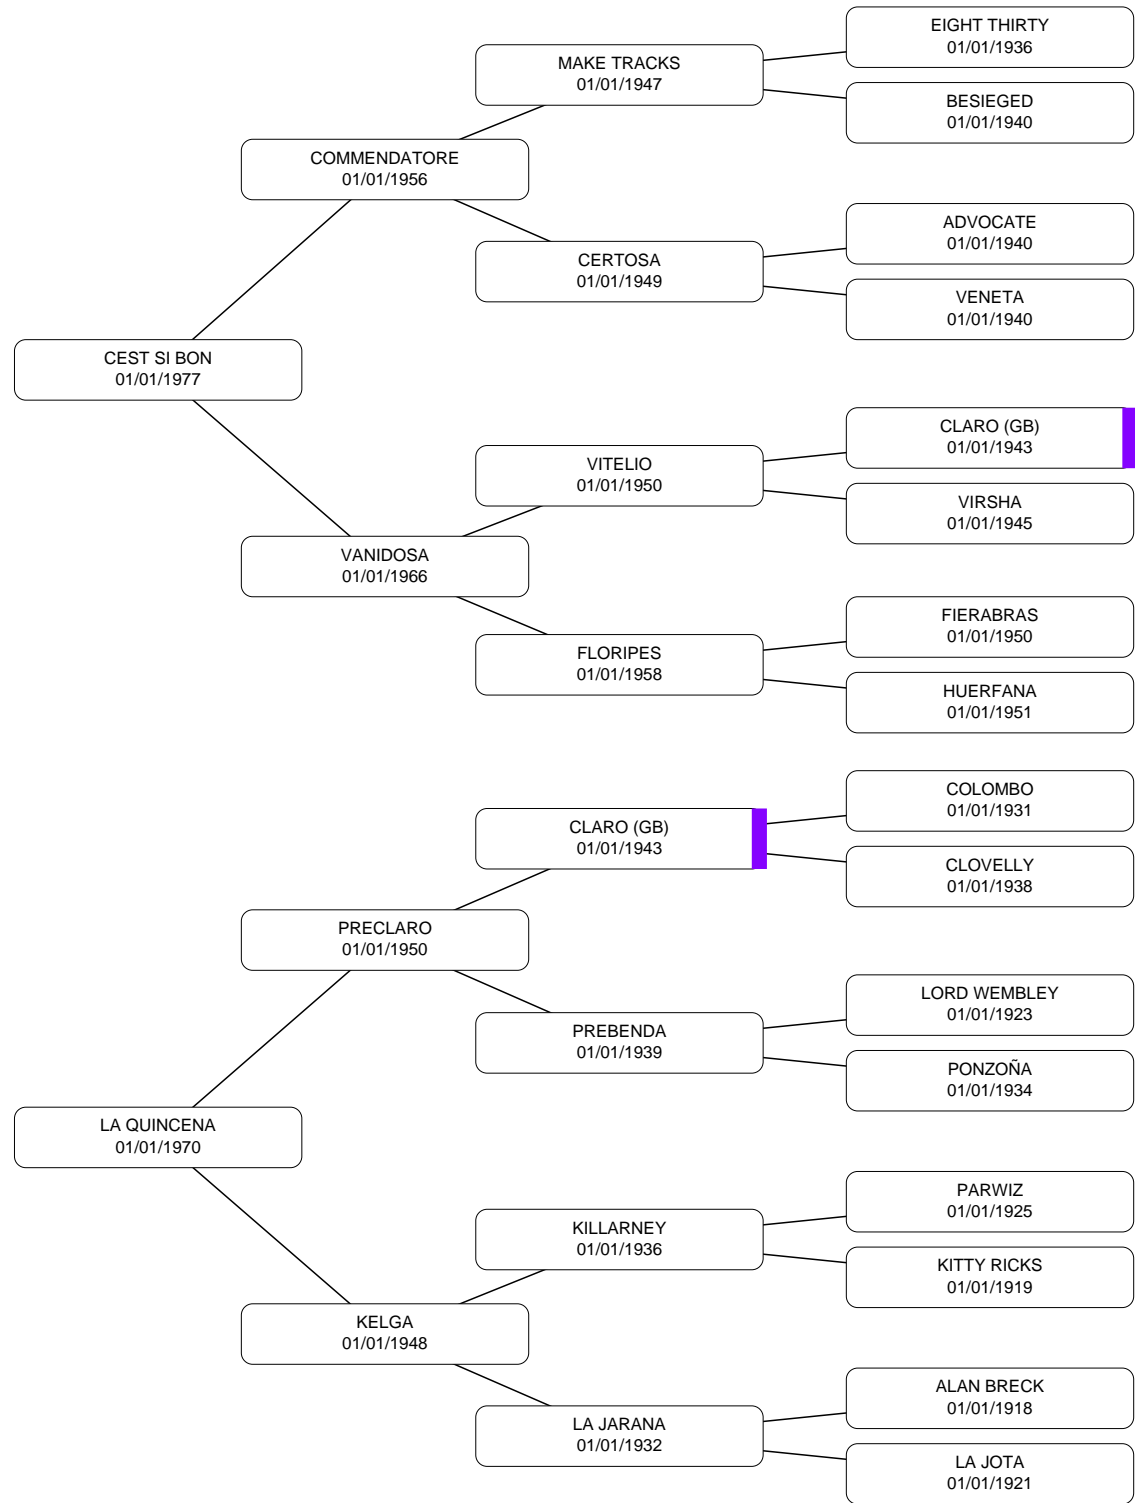 EIGHT THIRTY
01/01/1936
MAKE TRACKS
01/01/1947
BESIEGED
01/01/1940
COMMENDATORE
01/01/1956
ADVOCATE
01/01/1940
CERTOSA
01/01/1949
VENETA
01/01/1940
CEST SI BON
01/01/1977
CLARO (GB)
01/01/1943
VITELIO
01/01/1950
VIRSHA
01/01/1945
VANIDOSA
01/01/1966
FIERABRAS
01/01/1950
FLORIPES
01/01/1958
HUERFANA
01/01/1951
COLOMBO
01/01/1931
CLARO (GB)
01/01/1943
CLOVELLY
01/01/1938
PRECLARO
01/01/1950
LORD WEMBLEY
01/01/1923
PREBENDA
01/01/1939
PONZOÑA
01/01/1934
LA QUINCENA
01/01/1970
PARWIZ
01/01/1925
KILLARNEY
01/01/1936
KITTY RICKS
01/01/1919
KELGA
01/01/1948
ALAN BRECK
01/01/1918
LA JARANA
01/01/1932
LA JOTA
01/01/1921